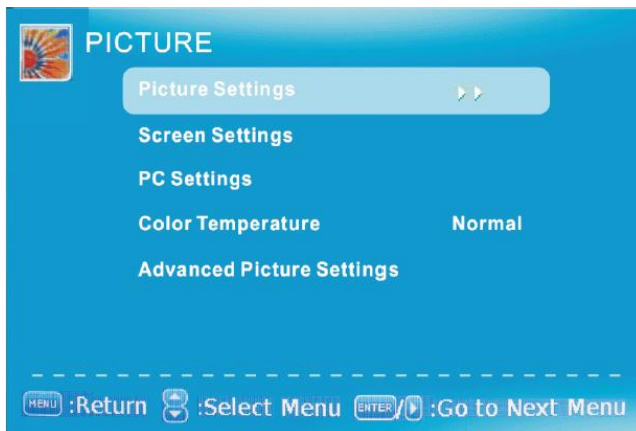 PICTURE
Picture Settings
Screen Settings
PC Settings
Color Temperature Normal
Advanced Picture Settings
MENU :Return :Select Menu ENTER/ :Go to Next Menu